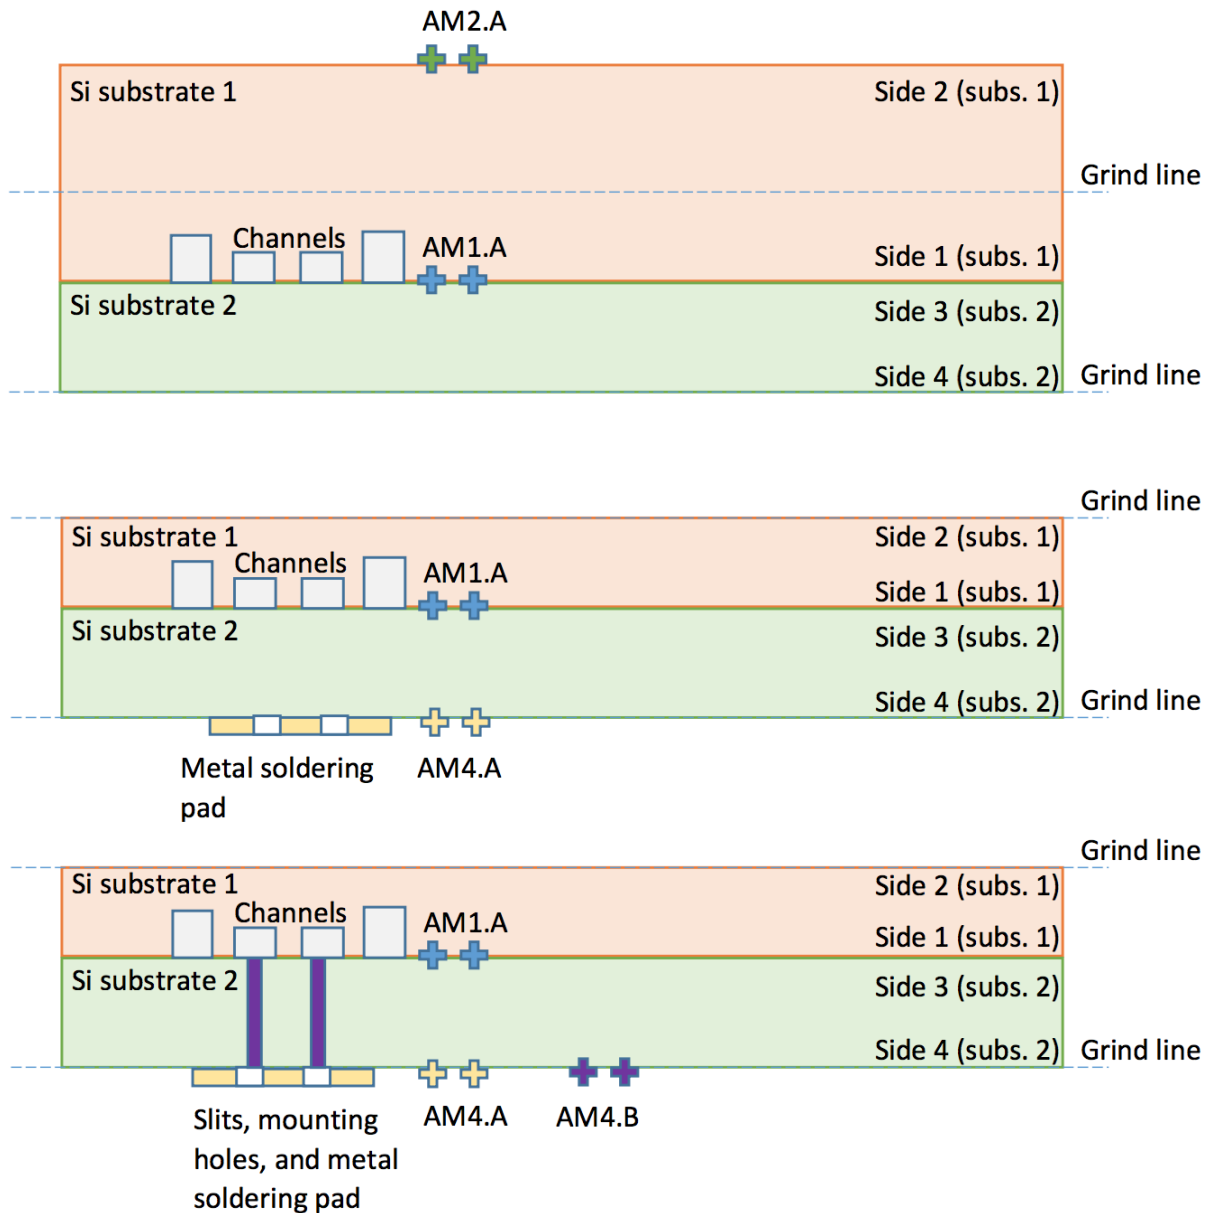 AM2.A
Si substrate 1
Side 2 (subs. 1)
Grind line
Channels
AM1.A
Side 1 (subs. 1)
Si substrate 2
Side 3 (subs. 2)
Side 4 (subs. 2)
Grind line
Grind line
Si substrate 1
Side 2 (subs. 1)
Channels
AM1.A
Side 1 (subs. 1)
Si substrate 2
Side 3 (subs. 2)
Side 4 (subs. 2)
Grind line
Metal soldering
pad
AM4.A
Grind line
Si substrate 1
Side 2 (subs. 1)
Channels
AM1.A
Side 1 (subs. 1)
Si substrate 2
Side 3 (subs. 2)
Side 4 (subs. 2)
Grind line
Slits, mounting
holes, and metal
soldering pad
AM4.A
AM4.B